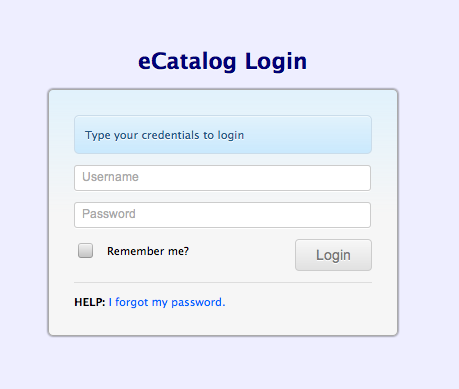 eCatalog Login
Type your credentials to login
Username
Password
Remember me?
Login
HELP: I forgot my password.